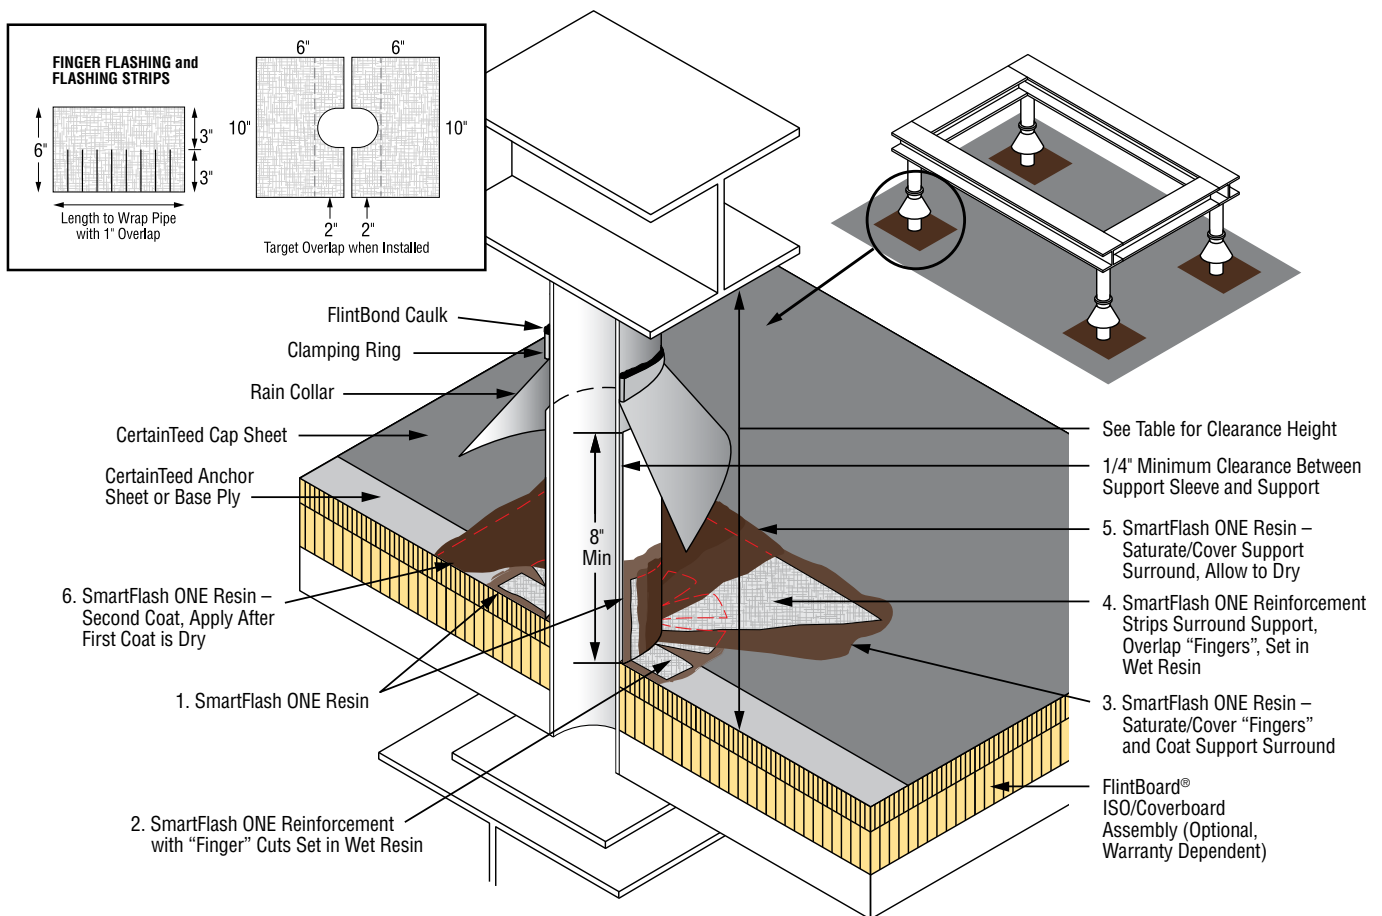 FINGER FLASHING and
FLASHING STRIPS
6"
3"
3"
Length to Wrap Pipe
with 1" Overlap
6"
6"
10"
10"
2"
2"
Target Overlap when Installed
FlintBond Caulk
Clamping Ring
Rain Collar
CertainTeed Cap Sheet
CertainTeed Anchor
Sheet or Base Ply
6. SmartFlash ONE Resin –
Second Coat, Apply After
First Coat is Dry
1. SmartFlash ONE Resin
2. SmartFlash ONE Reinforcement
with “Finger” Cuts Set in Wet Resin
8"
Min
See Table for Clearance Height
1/4" Minimum Clearance Between
Support Sleeve and Support
5. SmartFlash ONE Resin –
Saturate/Cover Support
Surround, Allow to Dry
4. SmartFlash ONE Reinforcement
Strips Surround Support,
Overlap “Fingers”, Set in
Wet Resin
3. SmartFlash ONE Resin –
Saturate/Cover “Fingers”
and Coat Support Surround
FlintBoard®
ISO/Coverboard
Assembly (Optional,
Warranty Dependent)